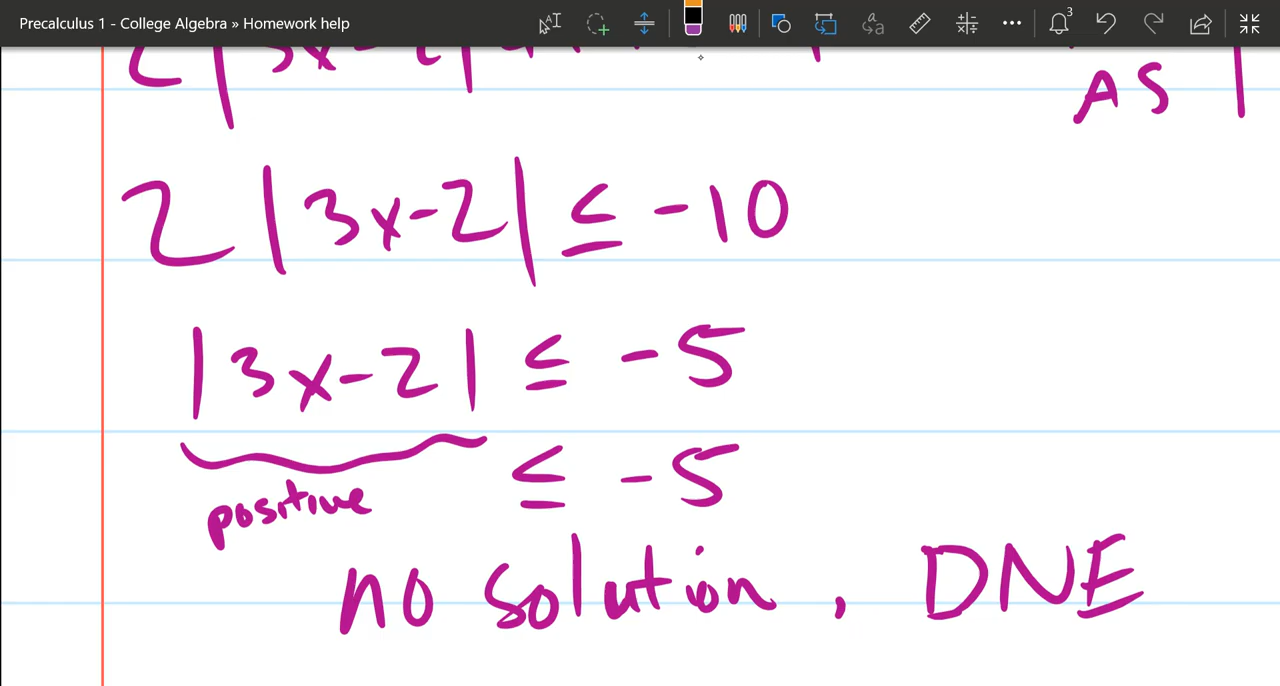 Precalculus 1 - College Algebra » Homework help
3
AS
2|3x-2| ≤ -10
|3x-2| ≤ -5
≤ -5
positive
no solution, DNE